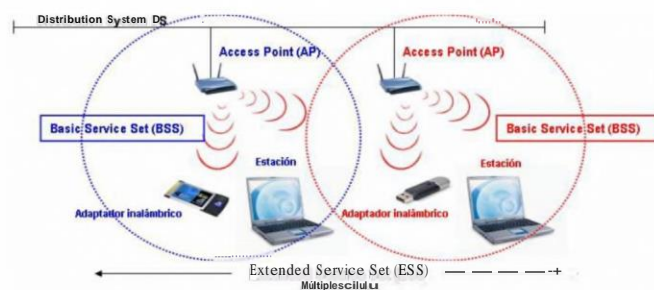 Distribution System DS
Access Point (AP)
Access Point (AP)
Basic Service Set (BSS)
Basic Service Set (BSS)
Estación
Estación
Adaptador inalámbrico
Adaptador inalámbrico
Extended Service Set (ESS)